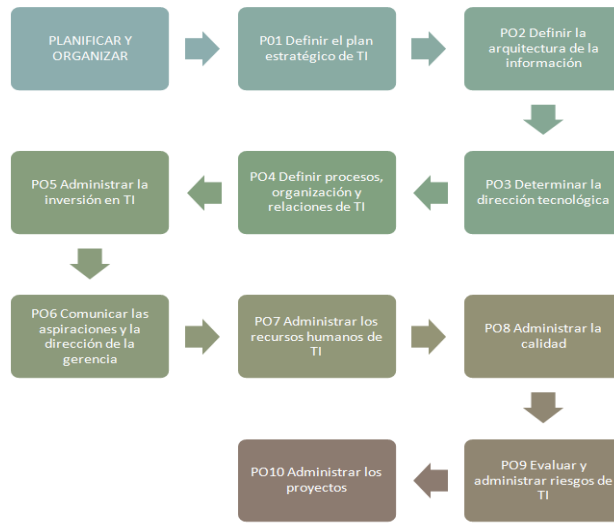 PLANIFICAR Y
ORGANIZAR
P01 Definir el plan
estratégico de TI
PO2 Definir la
arquitectura de la
información
PO3 Determinar la
dirección tecnológica
PO4 Definir procesos,
organización y
relaciones de TI
PO5 Administrar la
inversión en TI
PO6 Comunicar las
aspiraciones y la
dirección de la
gerencia
PO7 Administrar los
recursos humanos de
TI
PO8 Administrar la
calidad
PO9 Evaluar y
administrar riesgos de
TI
PO10 Administrar los
proyectos